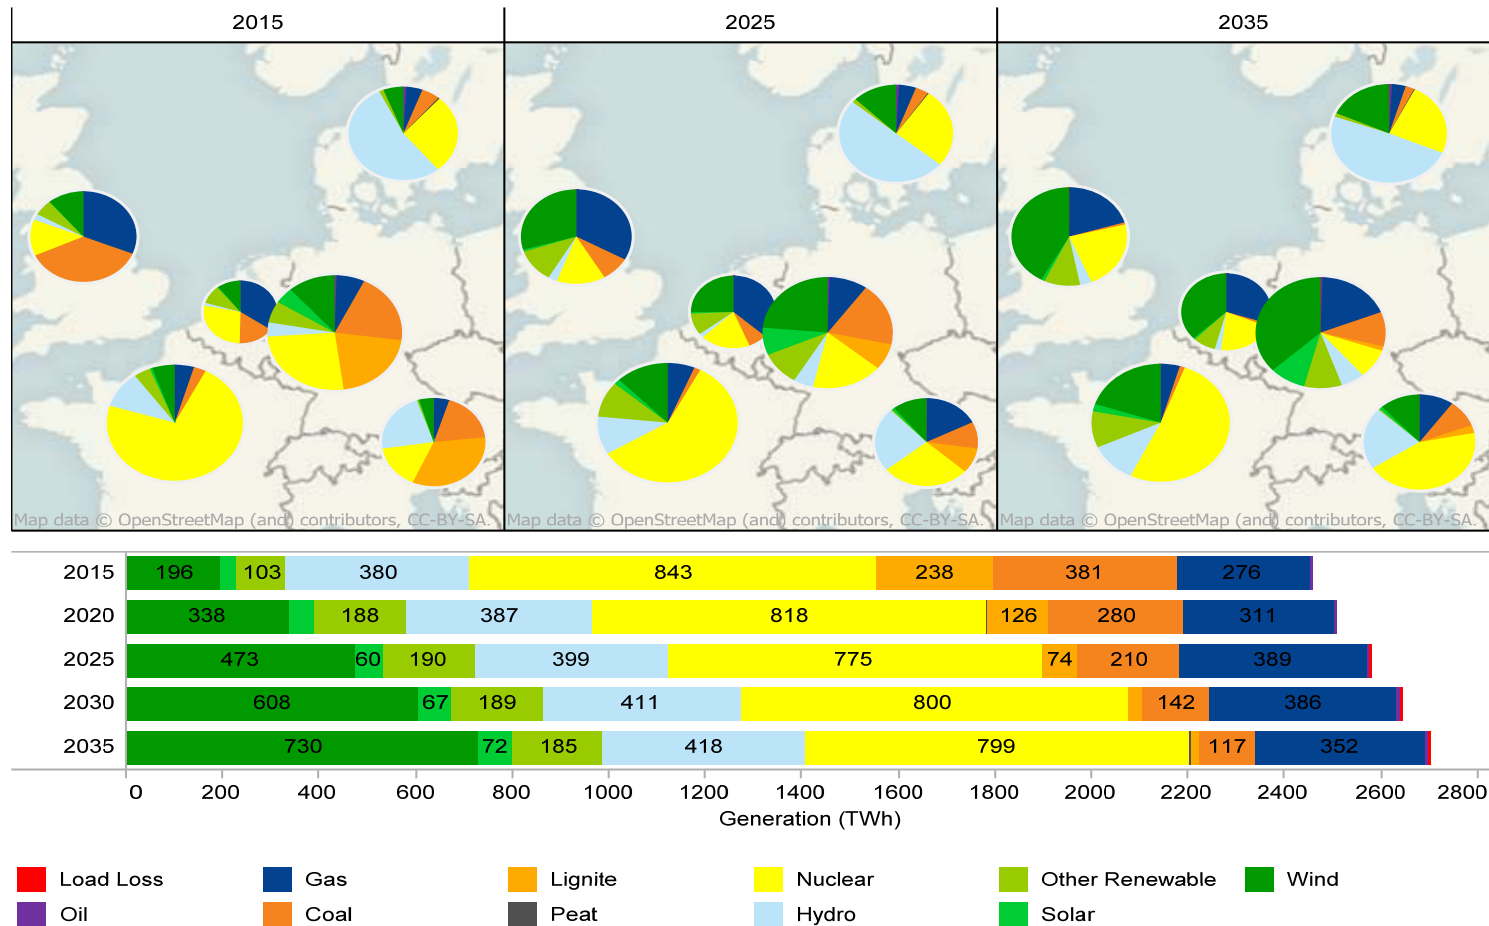 2015 2025 2035
Map data © OpenStreetMap (and) contributors, CC-BY-SA. Map data © OpenStreetMap (and) contributors, CC-BY-SA. Map data © OpenStreetMap (and) contributors, CC-BY-SA.
2015 196 103 380 843 238 381 276
2020 338 188 387 818 126 280 311
2025 473 60 190 399 775 74 210 389
2030 608 67 189 411 800 142 386
2035 730 72 185 418 799 117 352
0 200 400 600 800 1000 1200 1400 1600 1800 2000 2200 2400 2600 2800
Generation (TWh)
Load Loss Gas Lignite Nuclear Other Renewable Wind
Oil Coal Peat Hydro Solar